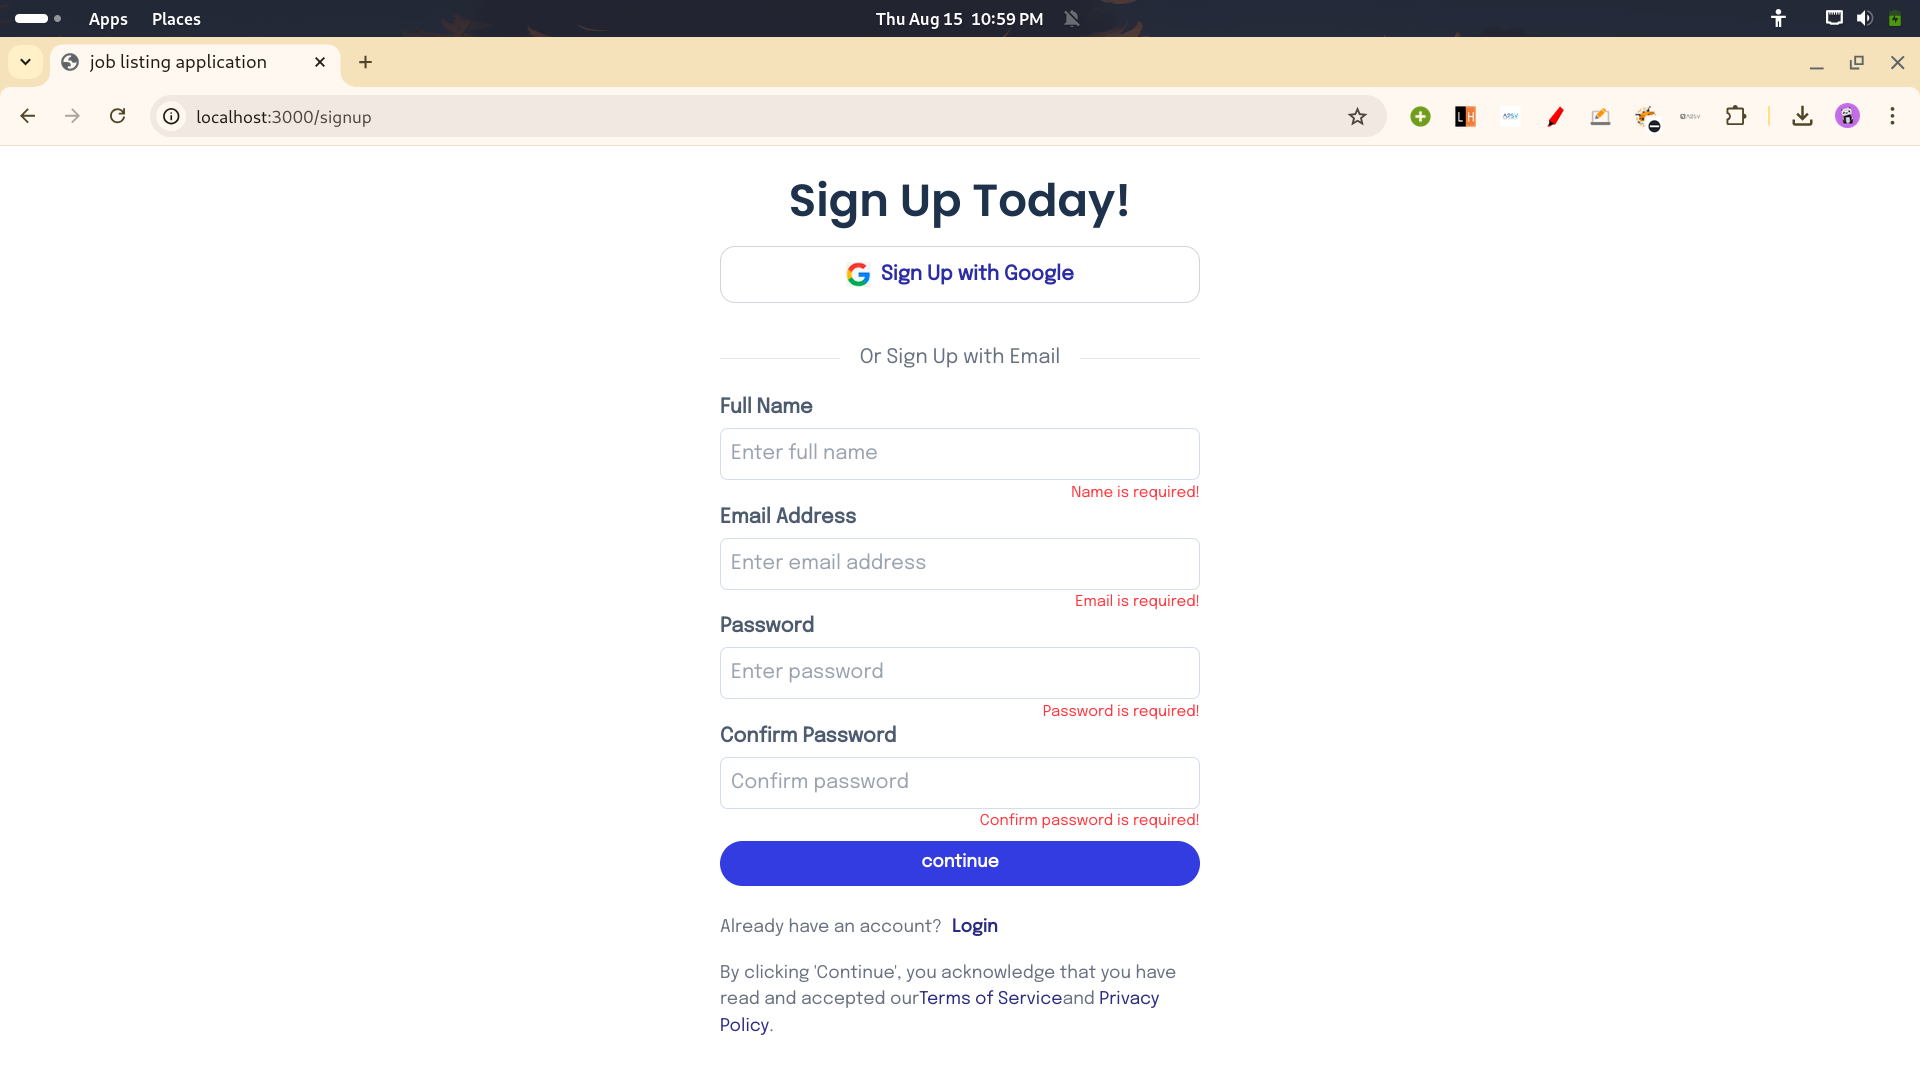 Apps Places Thu Aug 15 10:59 PM
job listing application
localhost:3000/signup
Sign Up Today!
Sign Up with Google
Or Sign Up with Email
Full Name
Enter full name
Name is required!
Email Address
Enter email address
Email is required!
Password
Enter password
Password is required!
Confirm Password
Confirm password
Confirm password is required!
continue
Already have an account? Login
By clicking 'Continue', you acknowledge that you have
read and accepted ourTerms of Serviceand Privacy
Policy.